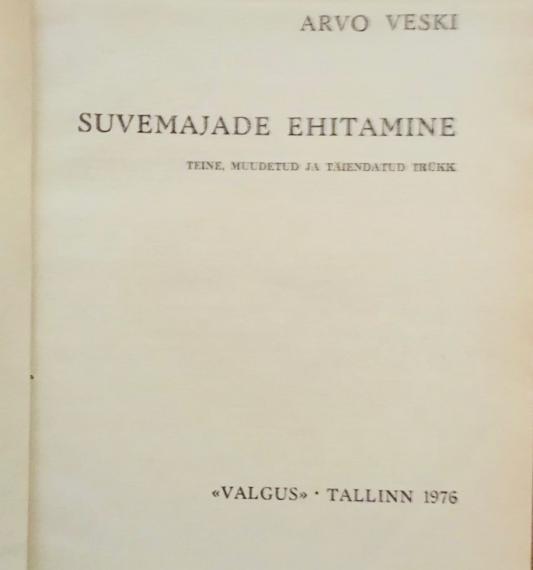 ARVO VESKI
SUVEMAJADE EHITAMINE
TEINE, MUUDETUD JA TÄIENDATUD TRÜKK
«VALGUS» · TALLINN 1976